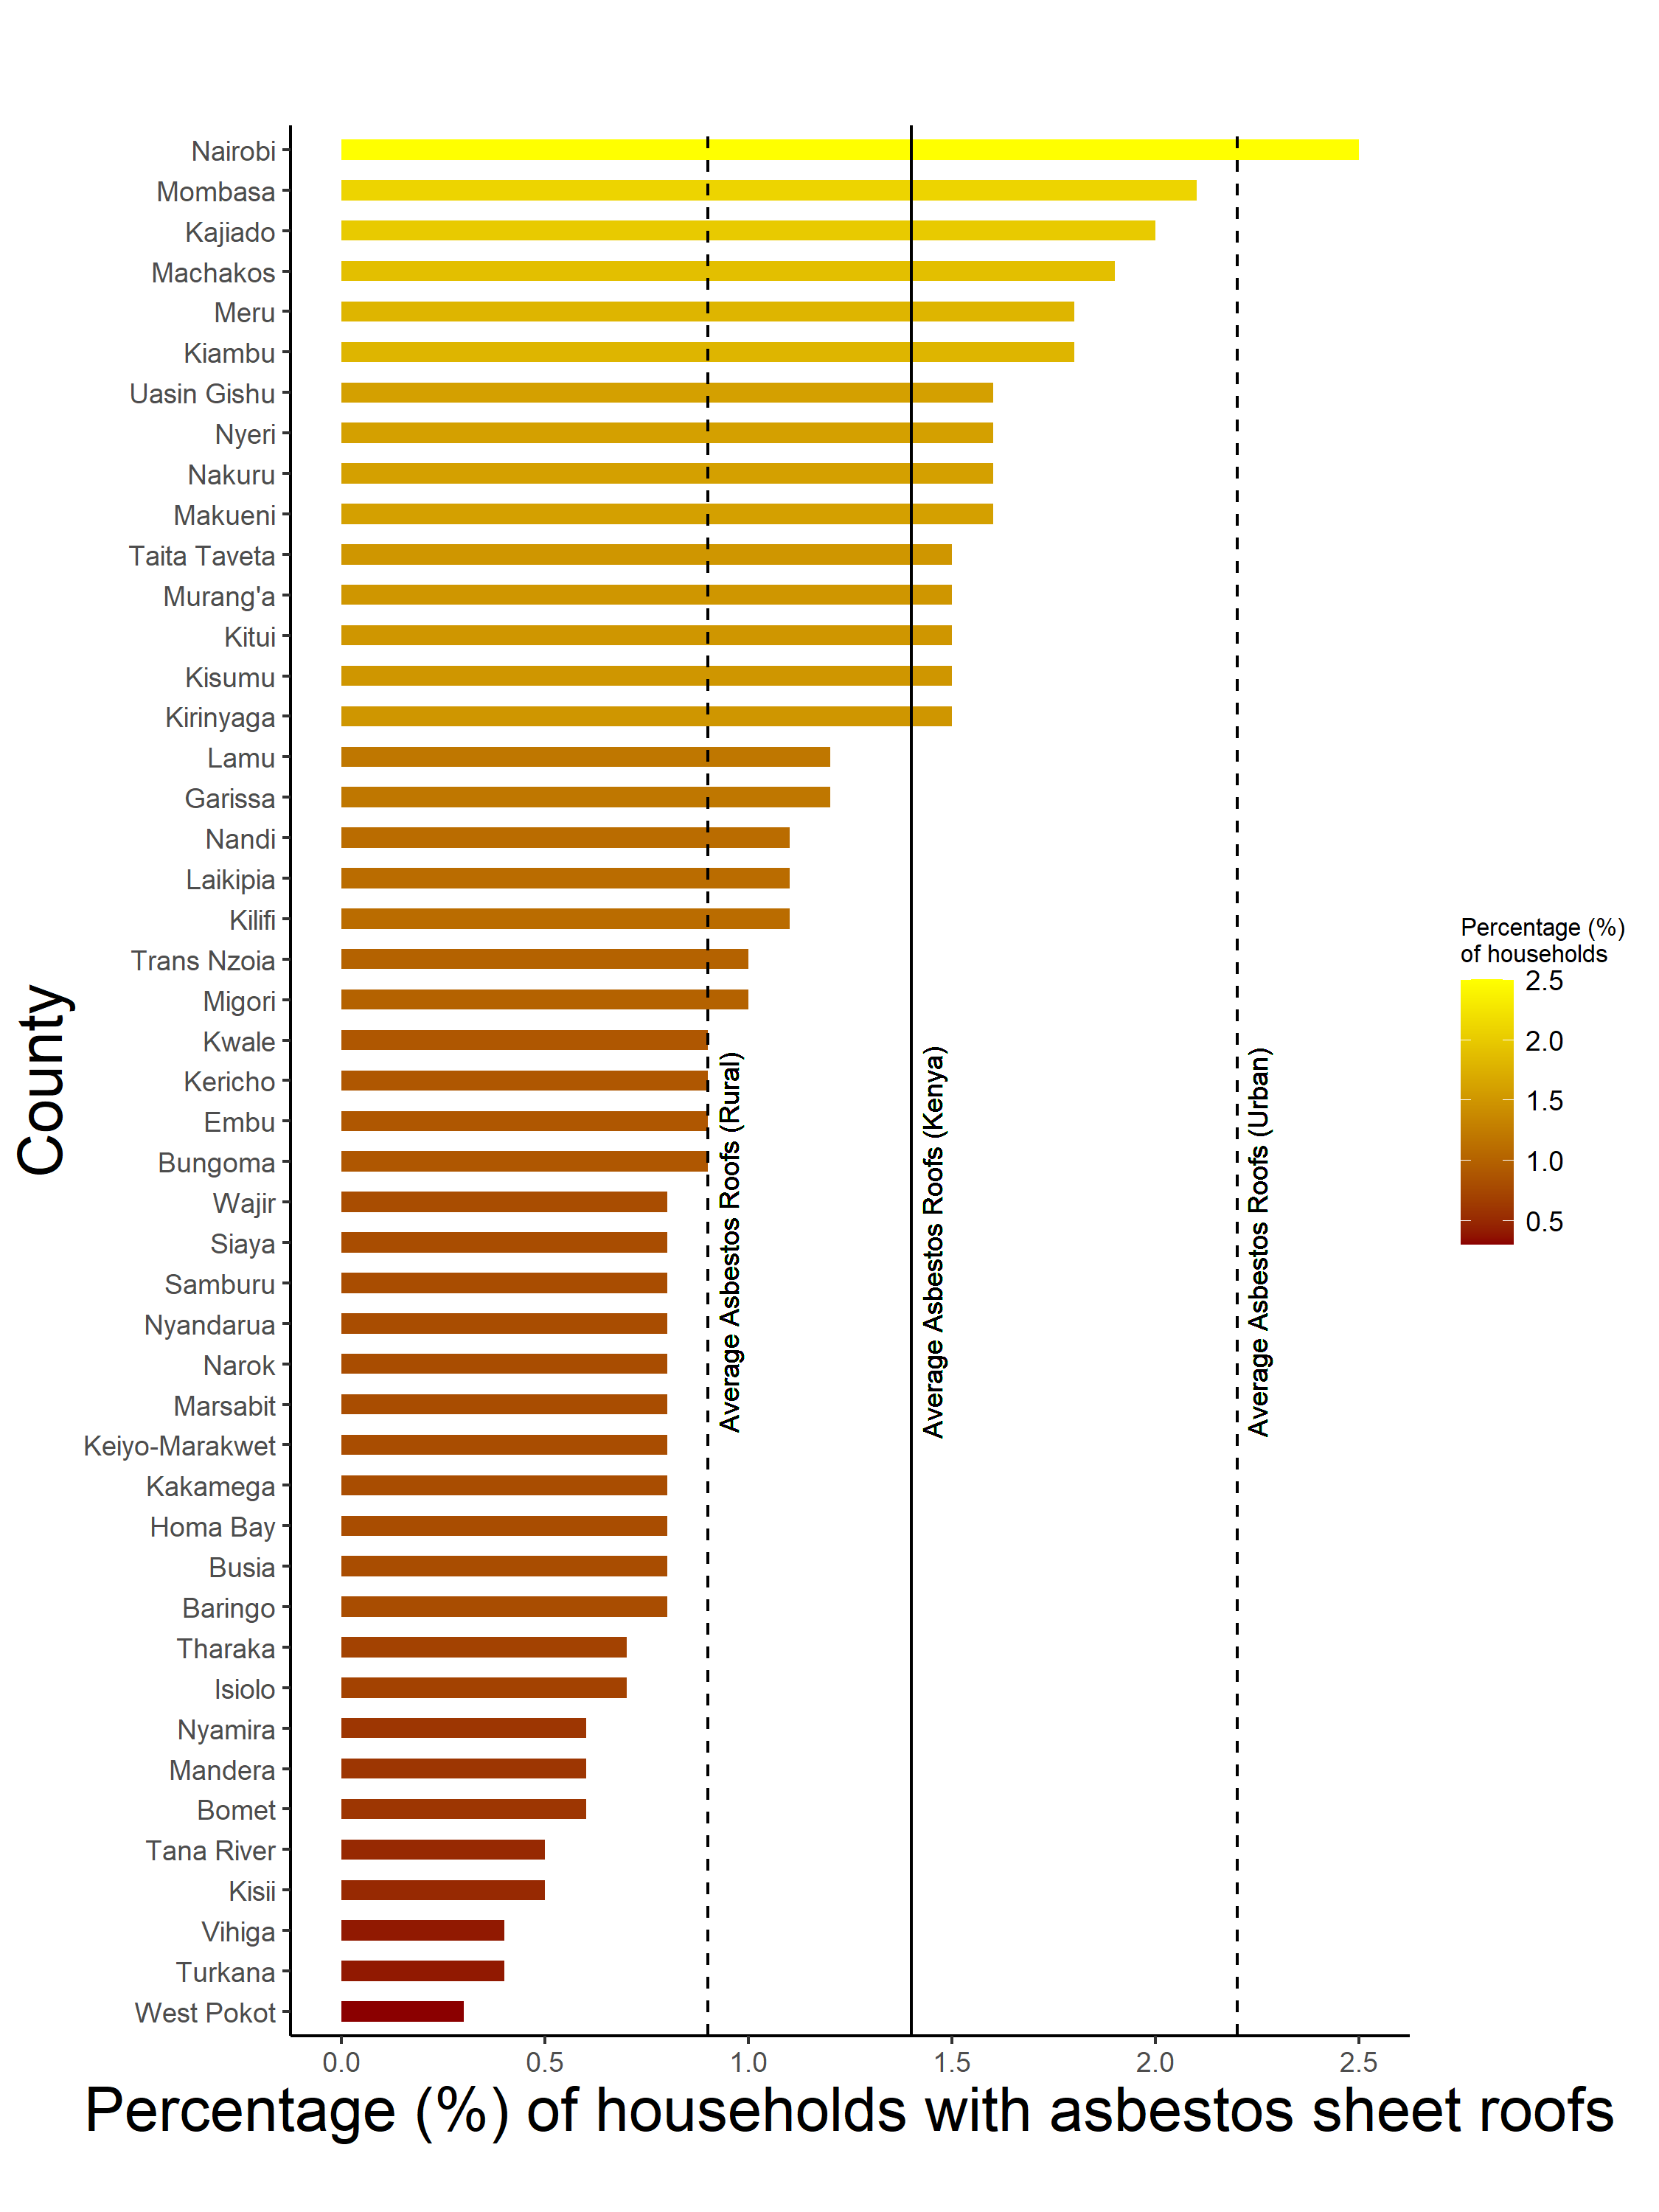 Nairobi
Mombasa
Kajiado
Machakos
Meru
Kiambu
Uasin Gishu
Nyeri
Nakuru
Makueni
Taita Taveta
Murang'a
Kitui
Kisumu
Kirinyaga
Lamu
Garissa
Nandi
Laikipia
Kilifi
Trans Nzoia
Migori
Kwale
Kericho
Embu
Bungoma
Wajir
Siaya
Samburu
Nyandarua
Narok
Marsabit
Keiyo-Marakwet
Kakamega
Homa Bay
Busia
Baringo
Tharaka
Isiolo
Nyamira
Mandera
Bomet
Tana River
Kisii
Vihiga
Turkana
West Pokot
County
Average Asbestos Roofs (Rural)
Average Asbestos Roofs (Kenya)
Average Asbestos Roofs (Urban)
Percentage (%)
of households
2.5
2.0
1.5
1.0
0.5
0.0 0.5 1.0 1.5 2.0 2.5
Percentage (%) of households with asbestos sheet roofs